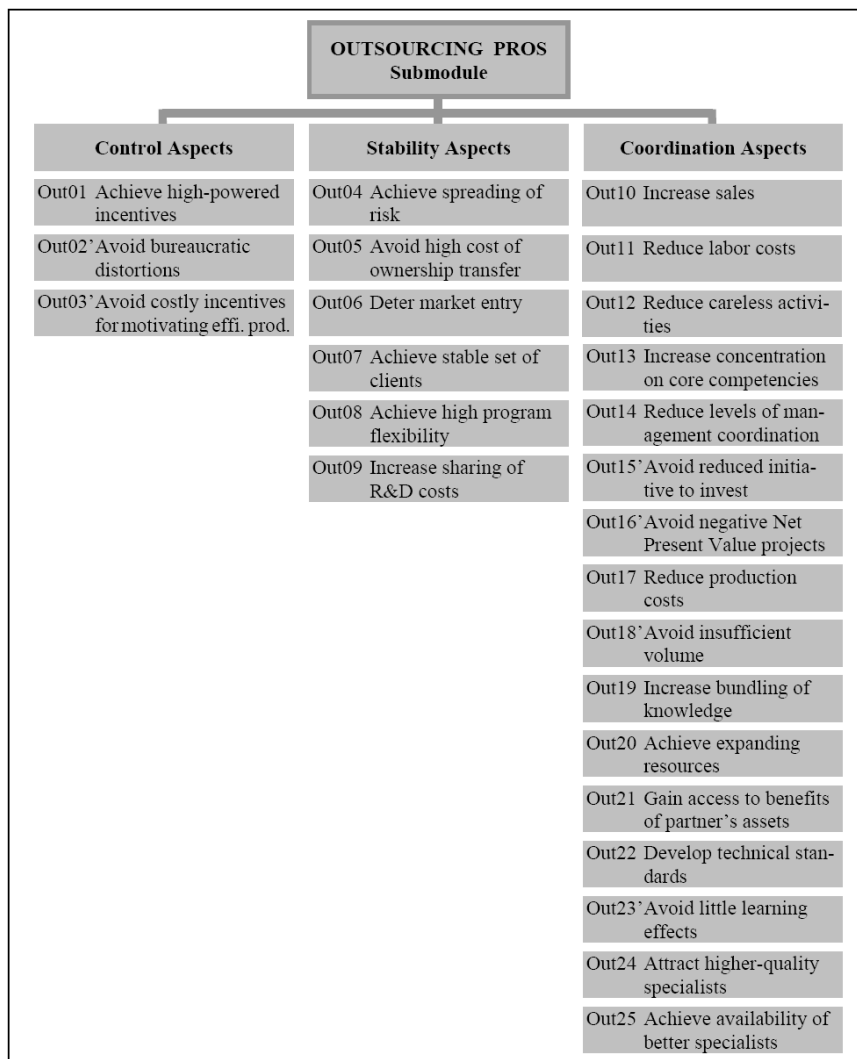 OUTSOURCING PROS
Submodule
Control Aspects
Out01 Achieve high-powered
incentives
Out02’Avoid bureaucratic
distortions
Out03’Avoid costly incentives
for motivating effi. prod.
Stability Aspects
Out04 Achieve spreading of
risk
Out05 Avoid high cost of
ownership transfer
Out06 Deter market entry
Out07 Achieve stable set of
clients
Out08 Achieve high program
flexibility
Out09 Increase sharing of
R&D costs
Coordination Aspects
Out10 Increase sales
Out11 Reduce labor costs
Out12 Reduce careless activi-
ties
Out13 Increase concentration
on core competencies
Out14 Reduce levels of man-
agement coordination
Out15’Avoid reduced initia-
tive to invest
Out16’Avoid negative Net
Present Value projects
Out17 Reduce production
costs
Out18’Avoid insufficient
volume
Out19 Increase bundling of
knowledge
Out20 Achieve expanding
resources
Out21 Gain access to benefits
of partner’s assets
Out22 Develop technical stan-
dards
Out23’Avoid little learning
effects
Out24 Attract higher-quality
specialists
Out25 Achieve availability of
better specialists